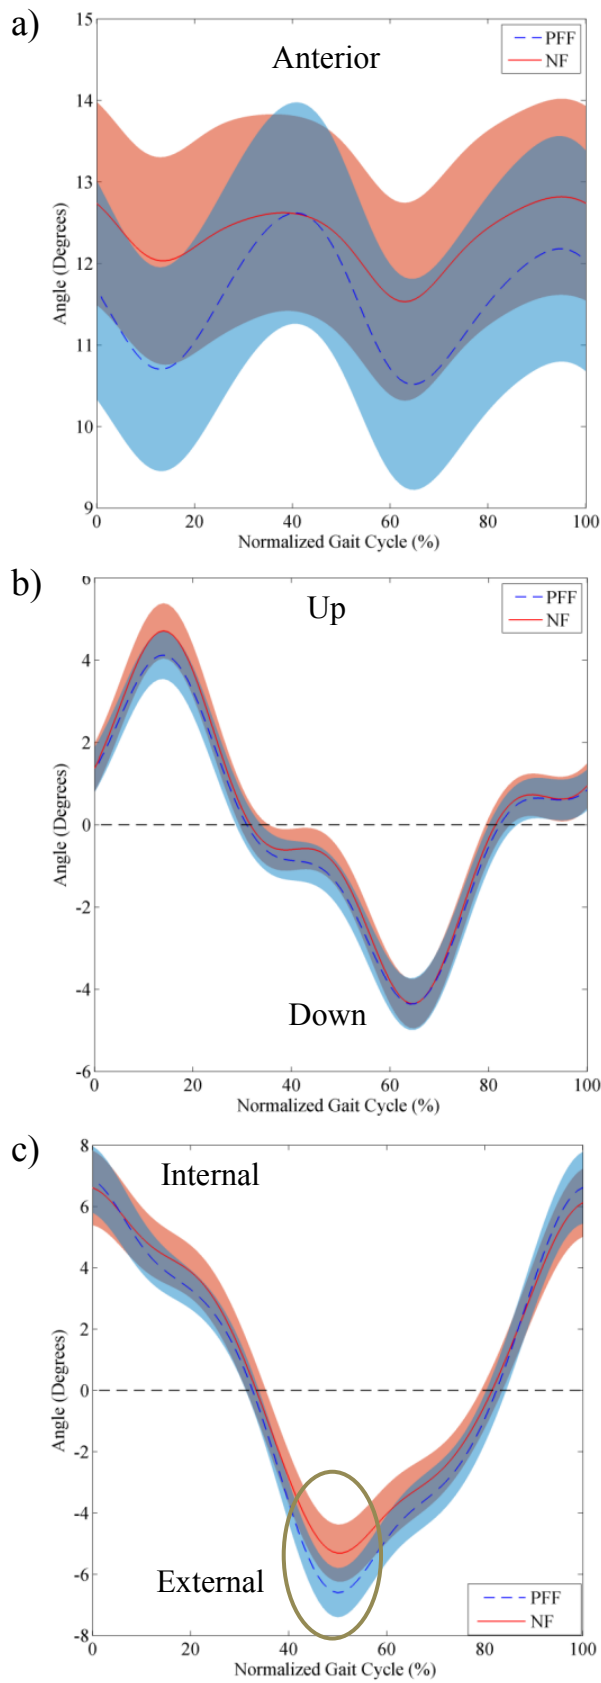 a)
15
14
13
12
11
10
9
Angle (Degrees)
Anterior
PFF
NF
0 20 40 60 80 100
Normalized Gait Cycle (%)
b)
6
4
2
0
-2
-4
-6
Angle (Degrees)
Up
PFF
NF
Down
0 20 40 60 80 100
Normalized Gait Cycle (%)
c)
8
6
4
2
0
-2
-4
-6
-8
Angle (Degrees)
Internal
External
PFF
NF
0 20 40 60 80 100
Normalized Gait Cycle (%)